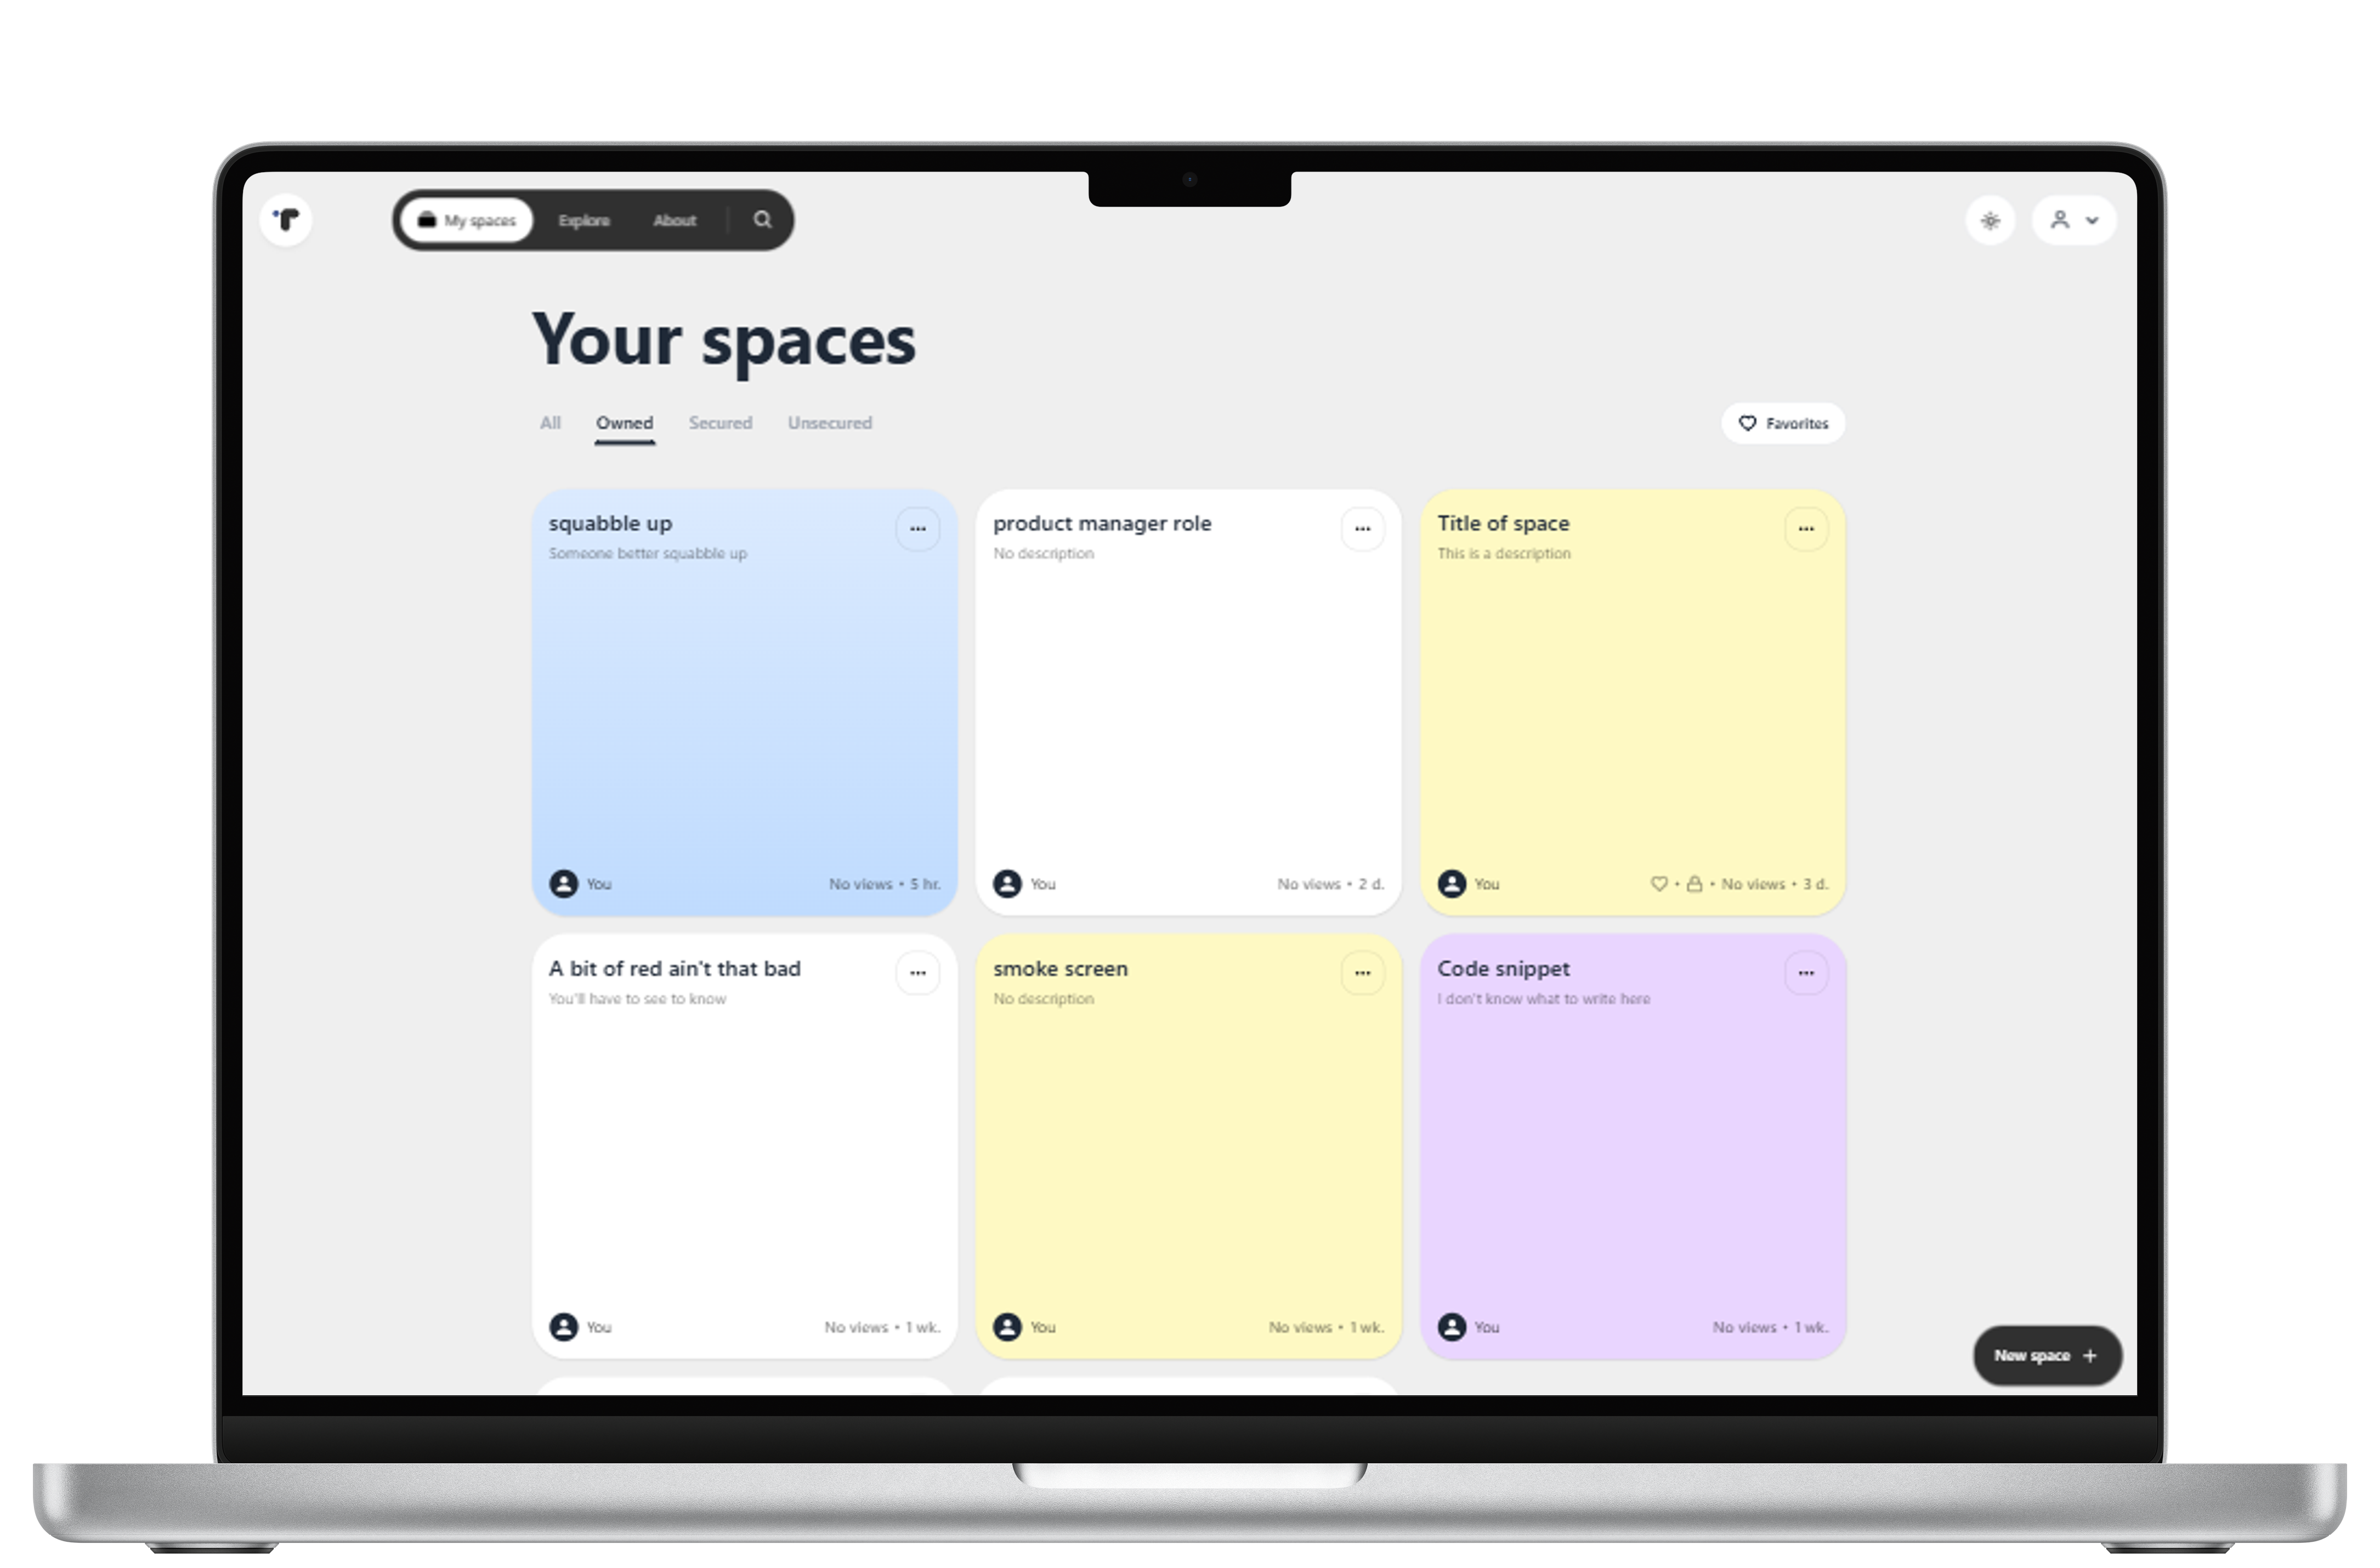 My spaces Explore About
Your spaces
All Owned Secured Unsecured Favorites
squabble up
Someone better squabble up
You No views • 5 hr.
product manager role
No description
You No views • 2 d.
Title of space
This is a description
You • • No views • 3 d.
A bit of red ain't that bad
You'll have to see to know
You No views • 1 wk.
smoke screen
No description
You No views • 1 wk.
Code snippet
I don't know what to write here
You No views • 1 wk.
New space +